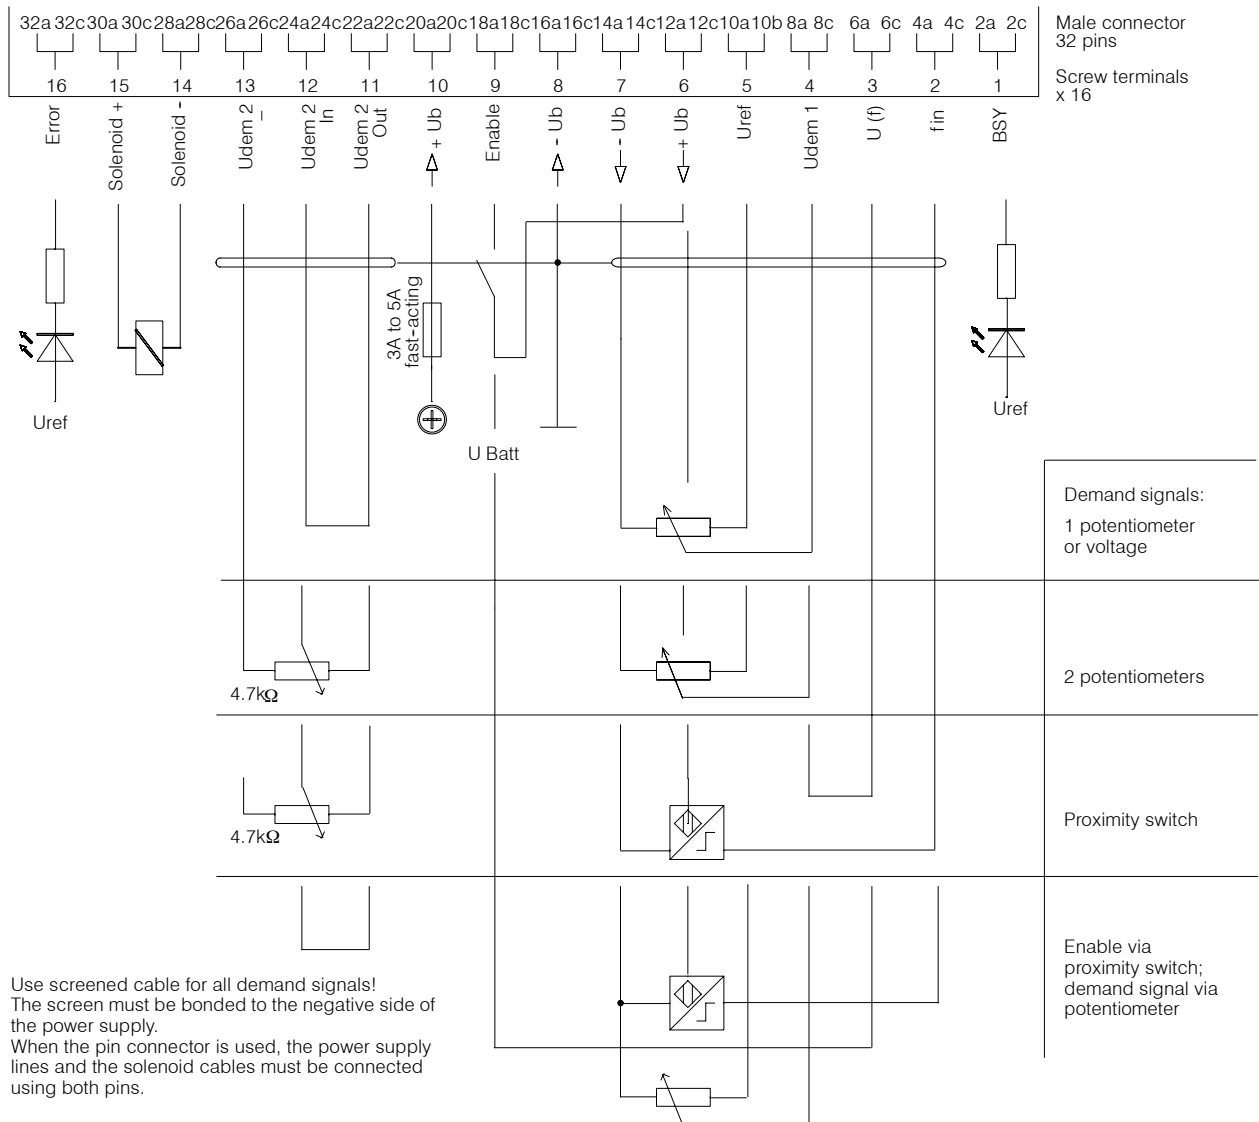 32a 32c 30a 30c 28a 28c 26a 26c 24a 24c 22a 22c 20a 20c 18a 18c 16a 16c 14a 14c 12a 12c 10a 10b 8a 8c 6a 6c 4a 4c 2a 2c
Male connector
32 pins
16 15 14 13 12 11 10 9 8 7 6 5 4 3 2 1
Screw terminals
x 16
Error
Solenoid +
Solenoid -
Udem 2
–
Udem 2
In
Udem 2
Out
+ Ub
Enable
- Ub
- Ub
+ Ub
Uref
Udem 1
U (f)
f in
BSY
3A to 5A
fast-acting
Uref
Uref
U Batt
Demand signals:
1 potentiometer
or voltage
4.7kΩ
2 potentiometers
4.7kΩ
Proximity switch
Enable via
proximity switch;
demand signal via
potentiometer
Use screened cable for all demand signals!
The screen must be bonded to the negative side of
the power supply.
When the pin connector is used, the power supply
lines and the solenoid cables must be connected
using both pins.